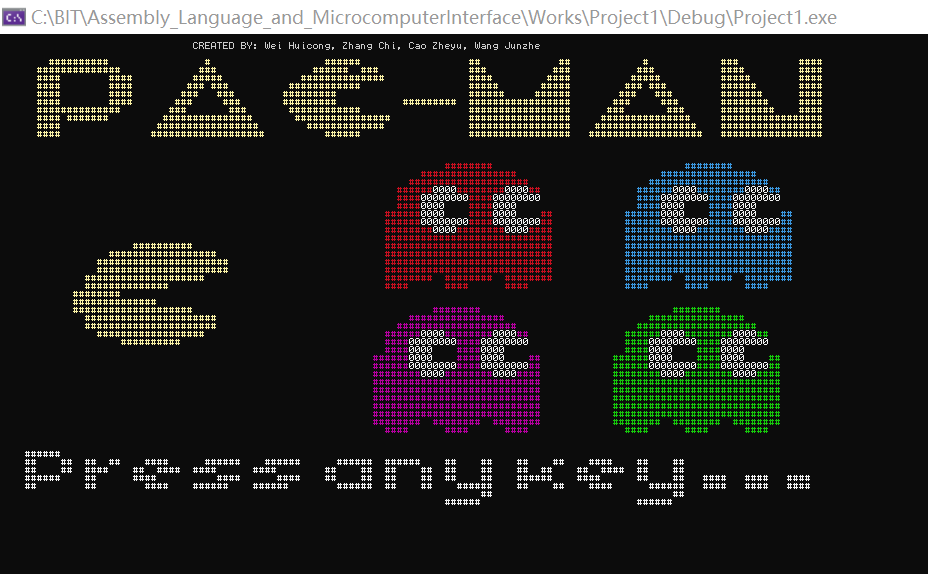 C:\BIT\Assembly_Language_and_MicrocomputerInterface\Works\Project1\Debug\Project1.exe
CREATED BY: Wei Huicong, Zhang Chi, Cao Zheyu, Wang Junzhe
PAC-MAN
Press any key...